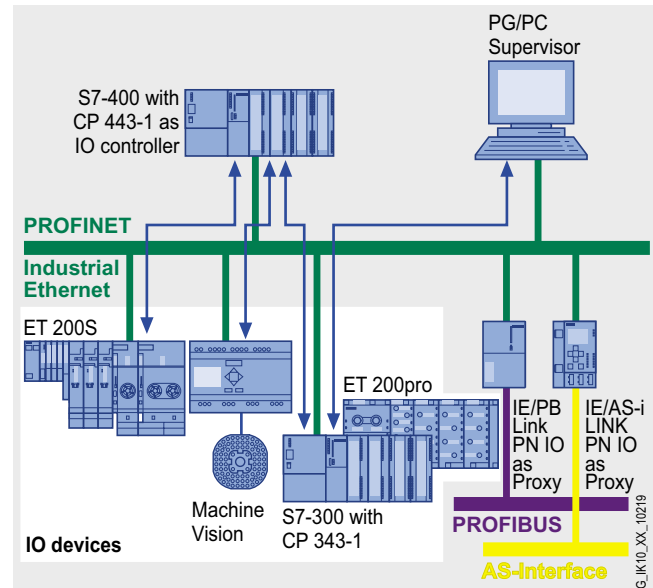 PG/PC
Supervisor
S7-400 with
CP 443-1 as
IO controller
PROFINET
Industrial
Ethernet
ET 200S
ET 200pro
IE/PB
Link
PN IO
as
Proxy
IE/AS-i
LINK
PN IO
as
Proxy
Machine
Vision
S7-300 with
CP 343-1
PROFIBUS
IO devices
AS-Interface
G_IK10_XX_10219